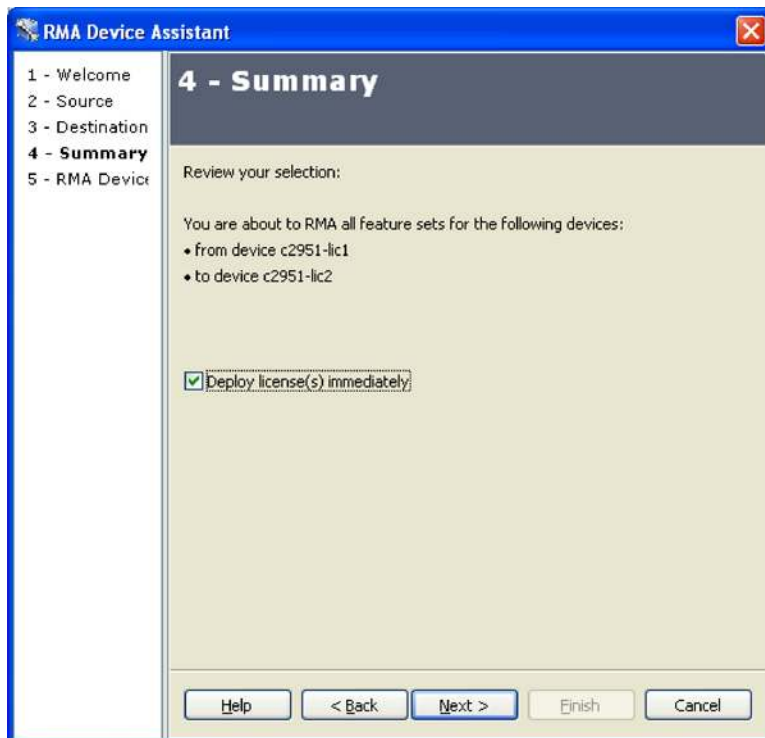 RMA Device Assistant
1 - Welcome
2 - Source
3 - Destination
4 - Summary
5 - RMA Device
4 - Summary
Review your selection:
You are about to RMA all feature sets for the following devices:
• from device c2951-lic1
• to device c2951-lic2
Deploy license(s) immediately
Help
< Back
Next >
Finish
Cancel